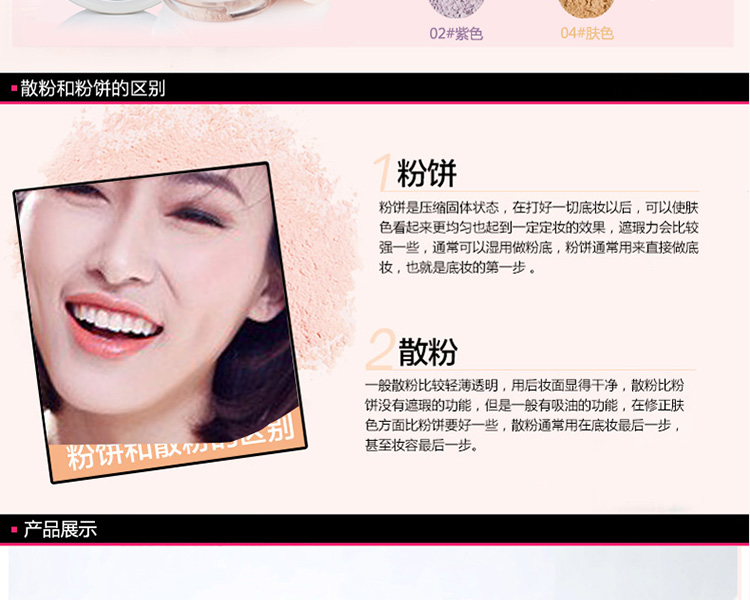 02#紫色
04#肤色
散粉和粉饼的区别
1 粉饼
粉饼是压缩固体状态，在打好一切底妆以后，可以使肤
色看起来更均匀也起到一定定妆的效果，遮瑕力会比较
强一些，通常可以湿用做粉底，粉饼通常用来直接做底
妆，也就是底妆的第一步 。
2 散粉
一般散粉比较轻薄透明，用后妆面显得干净，散粉比粉
饼没有遮瑕的功能，但是一般有吸油的功能，在修正肤
色方面比粉饼要好一些，散粉通常用在底妆最后一步，
甚至妆容最后一步。
粉饼和散粉的区别
产品展示